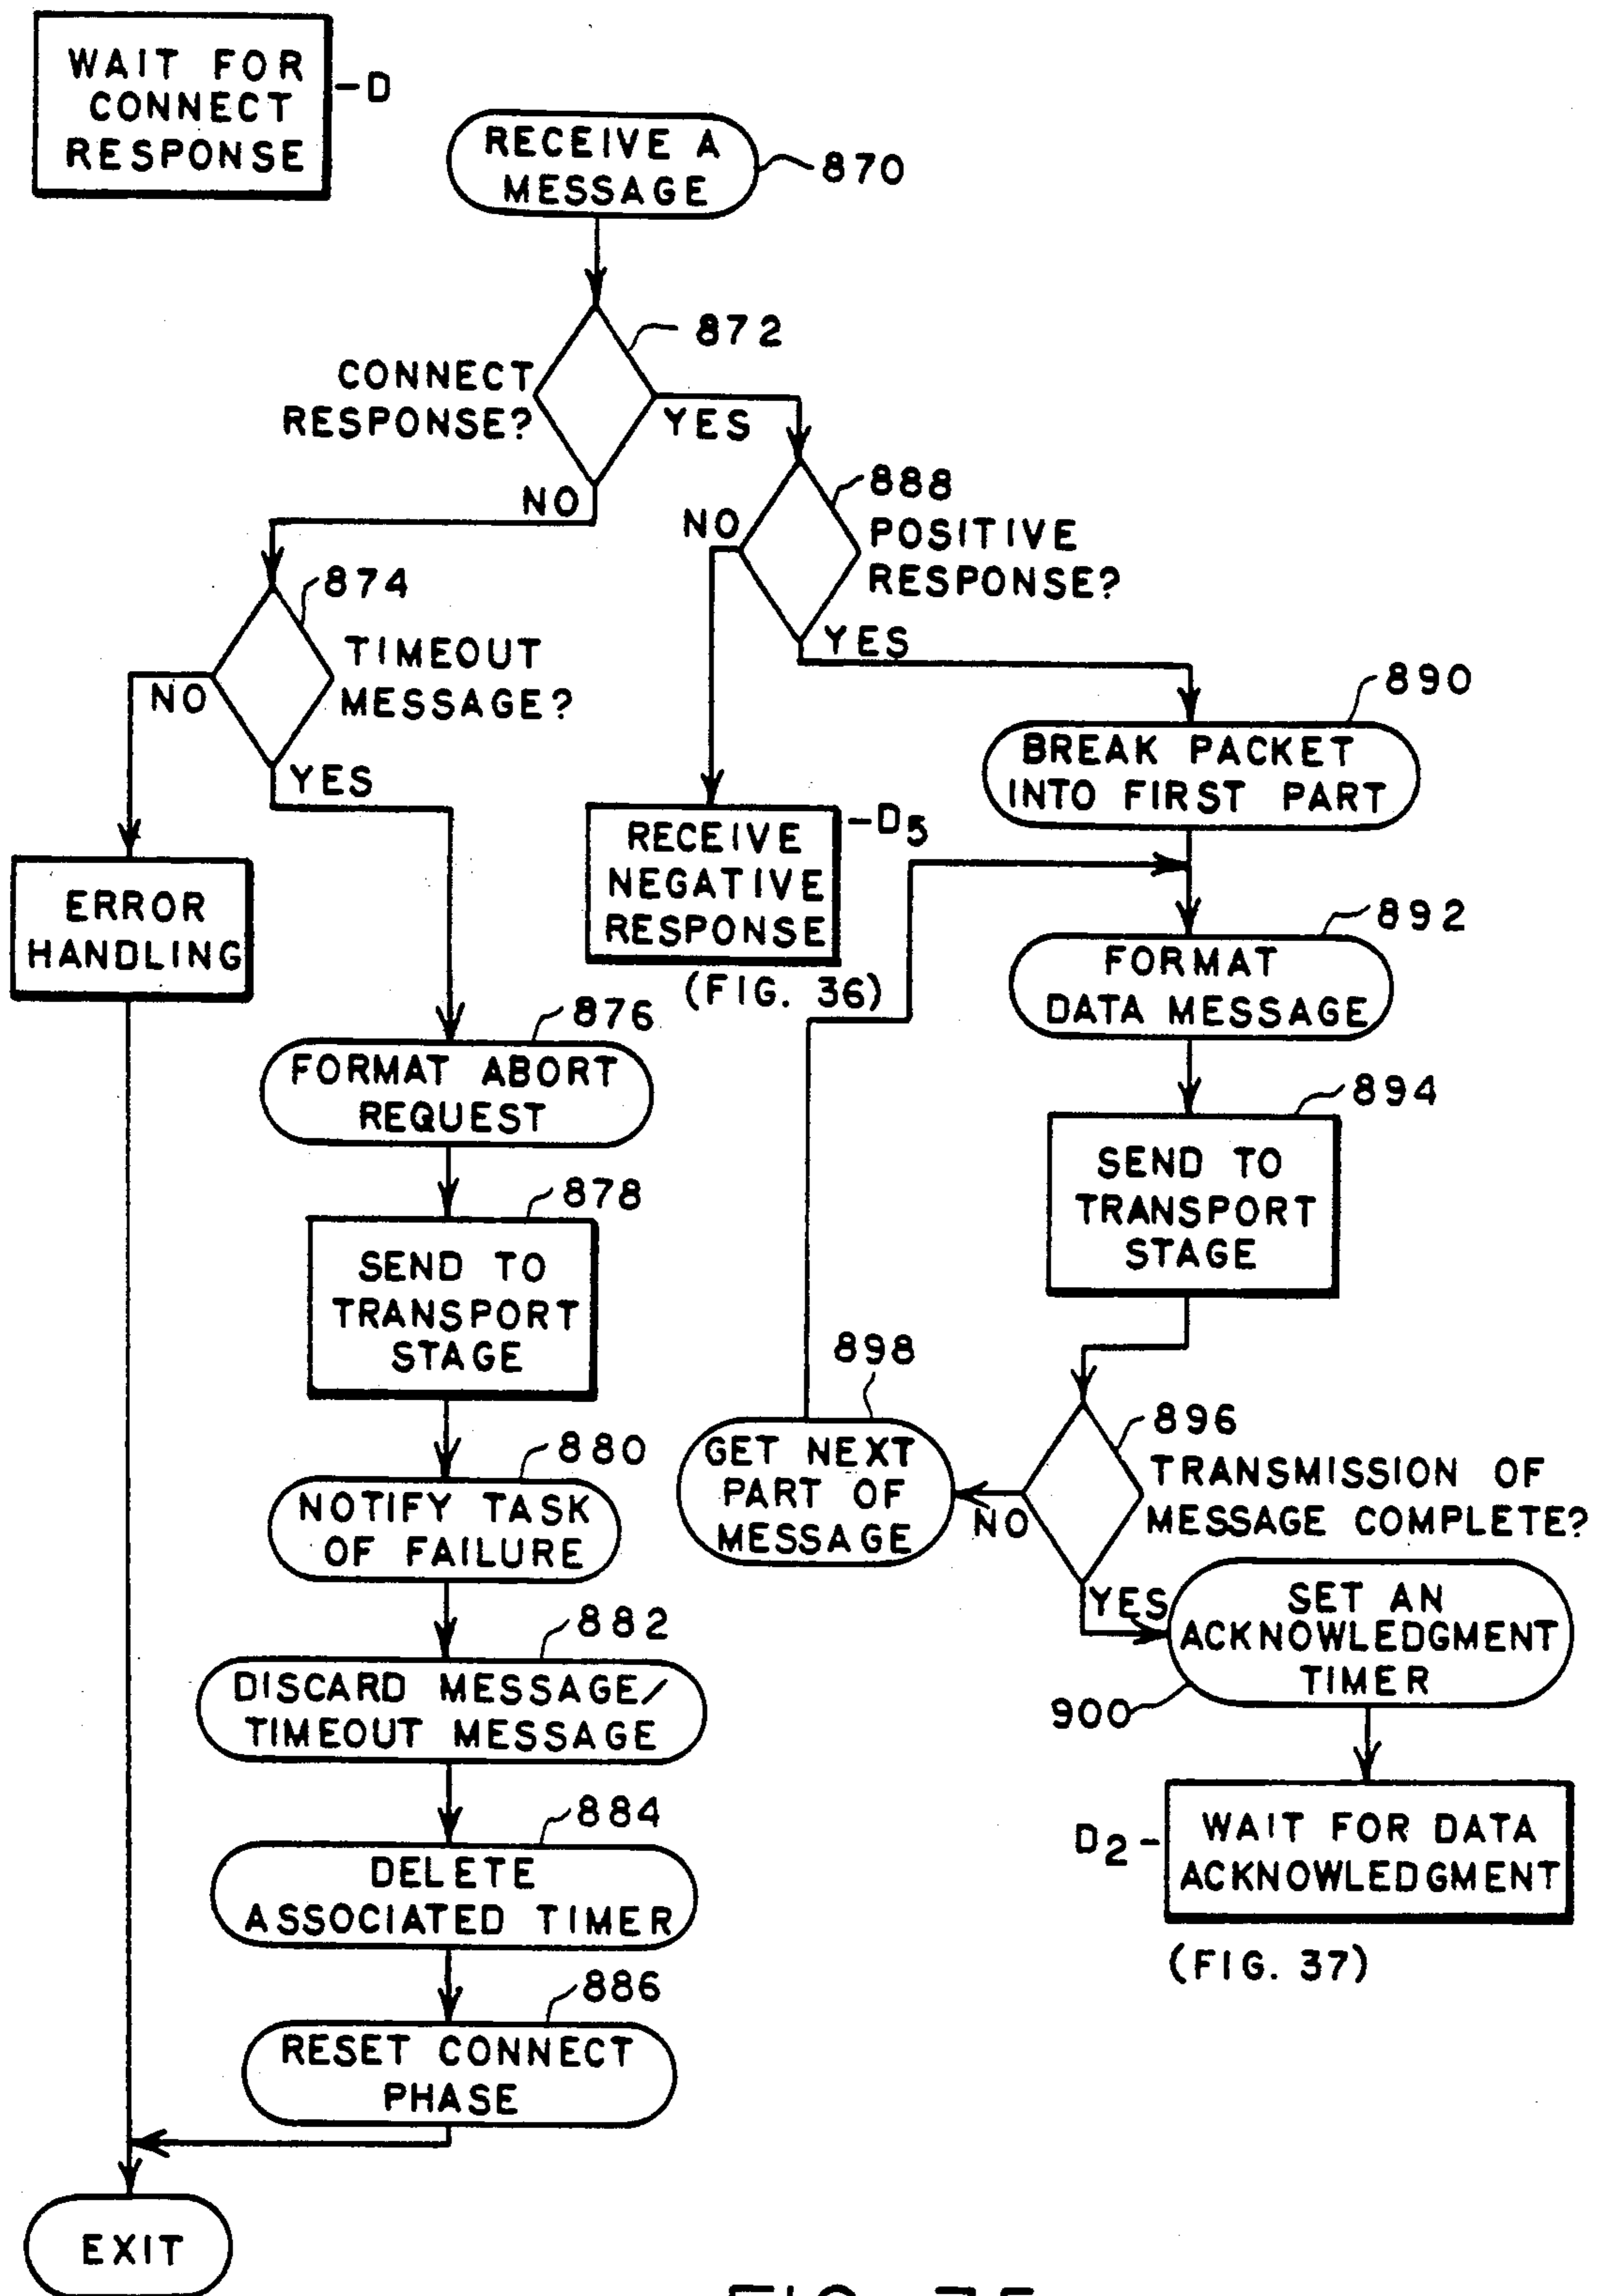 WAIT FOR
CONNECT
RESPONSE
-D
RECEIVE A
MESSAGE
870
872
CONNECT
RESPONSE?
YES
NO
888
POSITIVE
RESPONSE?
NO
YES
874
TIMEOUT
MESSAGE?
NO
YES
890
BREAK PACKET
INTO FIRST PART
ERROR
HANDLING
RECEIVE
NEGATIVE
RESPONSE
-D5
(FIG. 36)
892
FORMAT
DATA MESSAGE
876
FORMAT ABORT
REQUEST
894
SEND TO
TRANSPORT
STAGE
878
SEND TO
TRANSPORT
STAGE
898
GET NEXT
PART OF
MESSAGE
896
TRANSMISSION OF
MESSAGE COMPLETE?
NO
YES
880
NOTIFY TASK
OF FAILURE
SET AN
ACKNOWLEDGMENT
TIMER
900
882
DISCARD MESSAGE/
TIMEOUT MESSAGE
D2-
WAIT FOR DATA
ACKNOWLEDGMENT
(FIG. 37)
884
DELETE
ASSOCIATED TIMER
886
RESET CONNECT
PHASE
EXIT